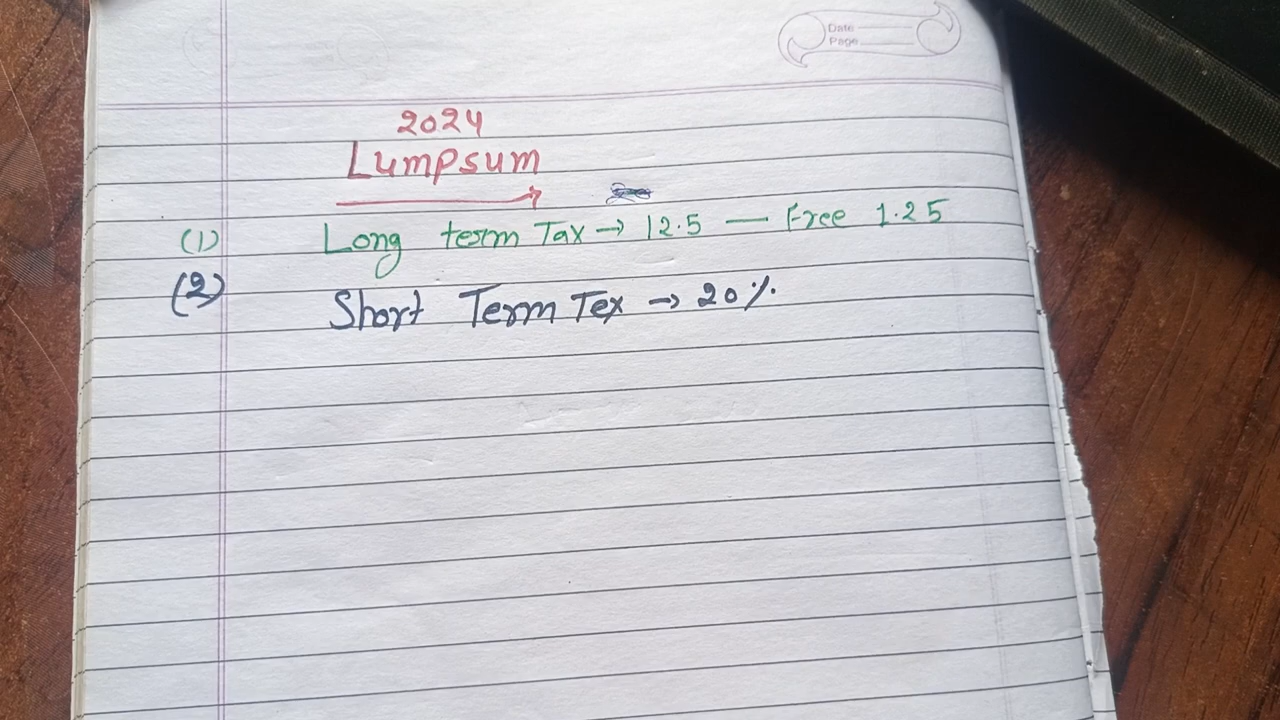 Date
Page
2024
Lumpsum
(1) Long term Tax → 12.5 — Free 1.25
(2) Short Term Tex → 20%